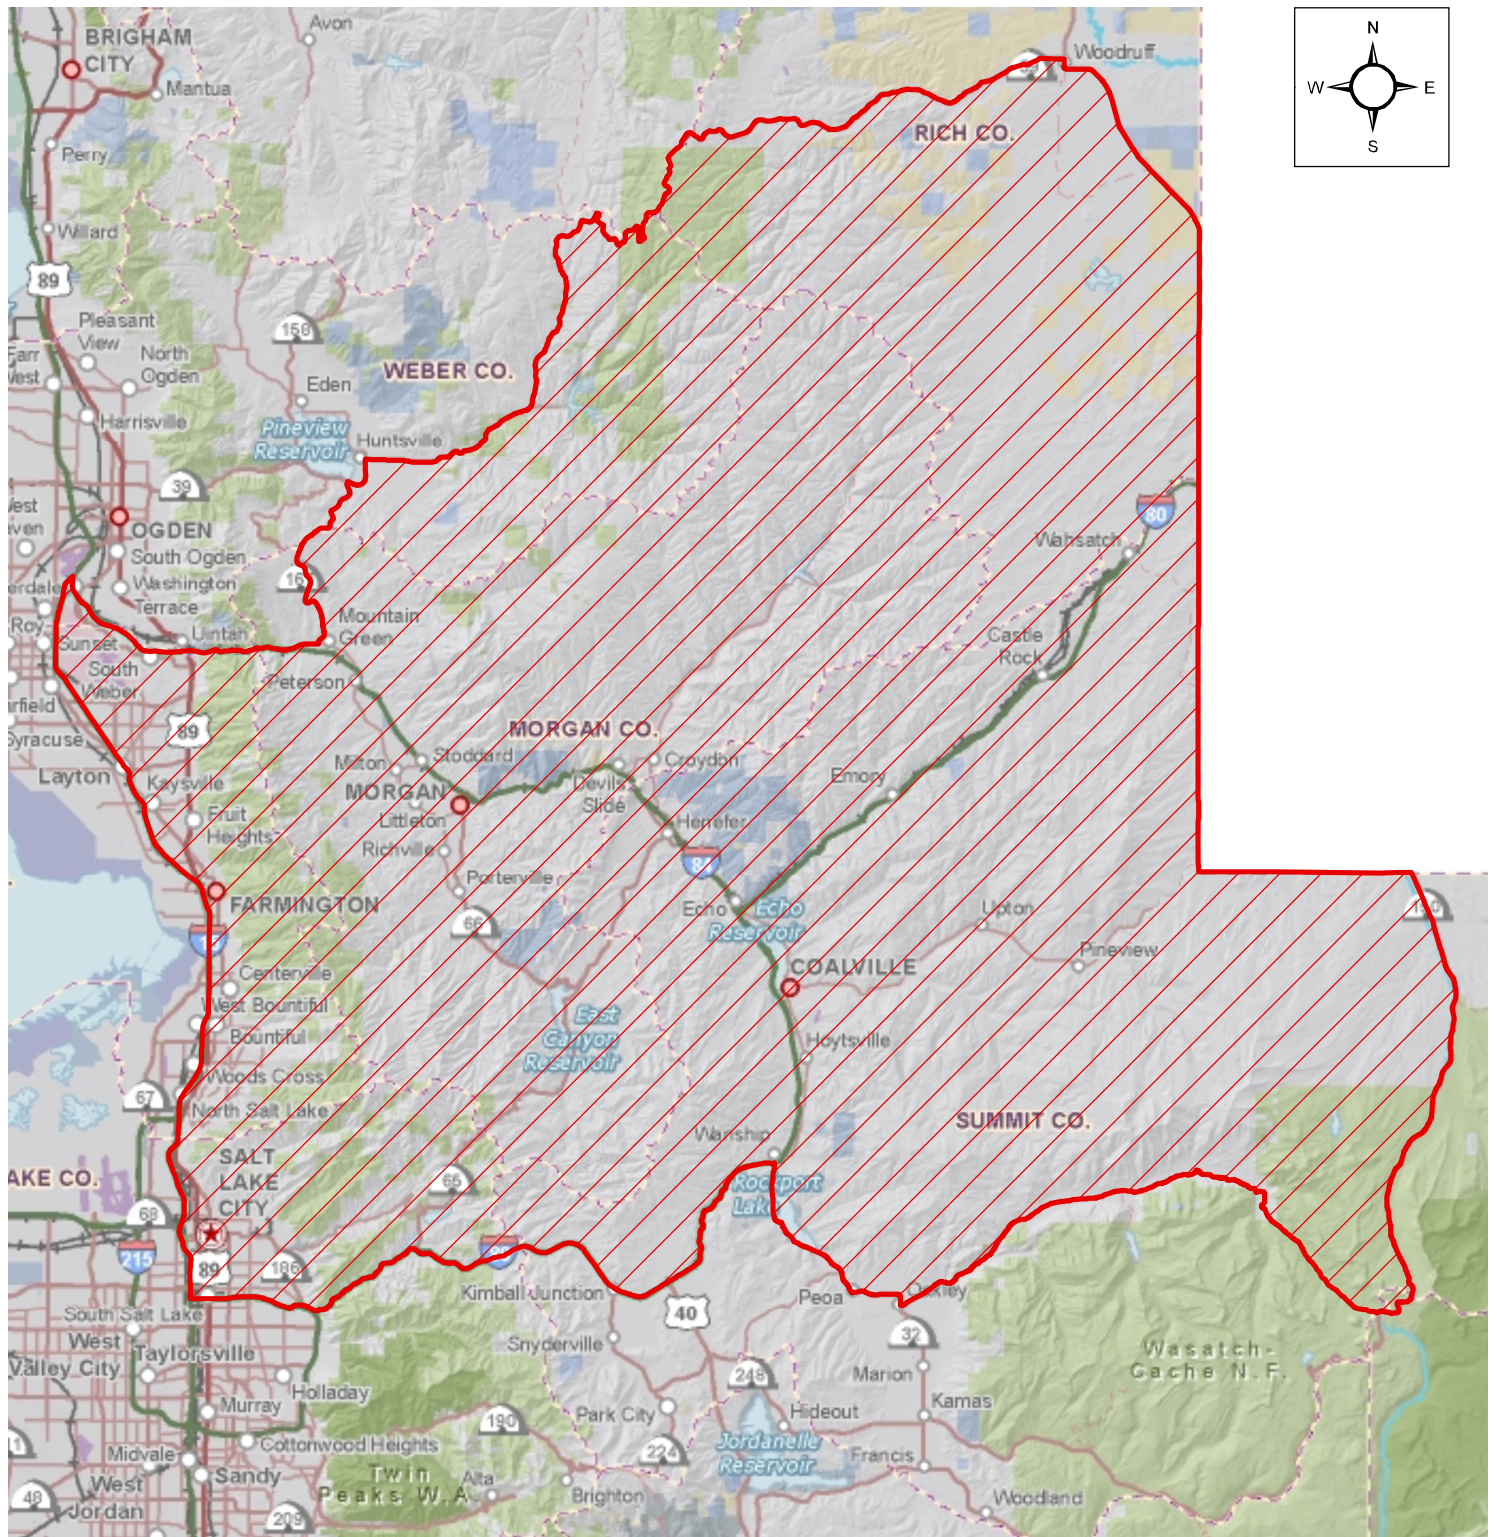 Avon
BRIGHAM
CITY
Mantua
Woodruff
N
W
E
S
RICH CO.
Perry
Willard
89
Pleasant
View
North
Ogden
158
WEBER CO.
Eden
Harrisville
Pineview
Reservoir
Huntsville
39
OGDEN
South Ogden
Washington
Terrace
80
Wahsatch
Mountain
Green
Roy
Sunset
Uintah
South
Weber
Castle
Rock
Peterson
89
MORGAN CO.
Syracuse
Layton
Kaysville
Milton
Stoddard
Croydon
Devils
Slide
Emory
MORGAN
Littleton
Fruit
Heights
Henefer
Richville
84
Porterville
FARMINGTON
66
Echo
Echo
Reservoir
Upton
Pineview
Centerville
COALVILLE
West Bountiful
Bountiful
East
Canyon
Reservoir
Hoytsville
Woods Cross
67
North Salt Lake
SUMMIT CO.
Wanship
SALT
LAKE
CITY
AKE CO.
65
Rockport
Lake
68
215
89
186
Kimball Junction
Peoa
Oakley
40
South Salt Lake
West
Valley City
Taylorsville
Snyderville
32
Wasatch-
Cache N.F.
Holladay
248
Marion
Murray
Park City
Hideout
Kamas
190
Midvale
Cottonwood Heights
224
Jordanelle
Reservoir
Francis
West
Jordan
Sandy
Twin
Peaks W.A.
Alta
Brighton
Woodland
48
209